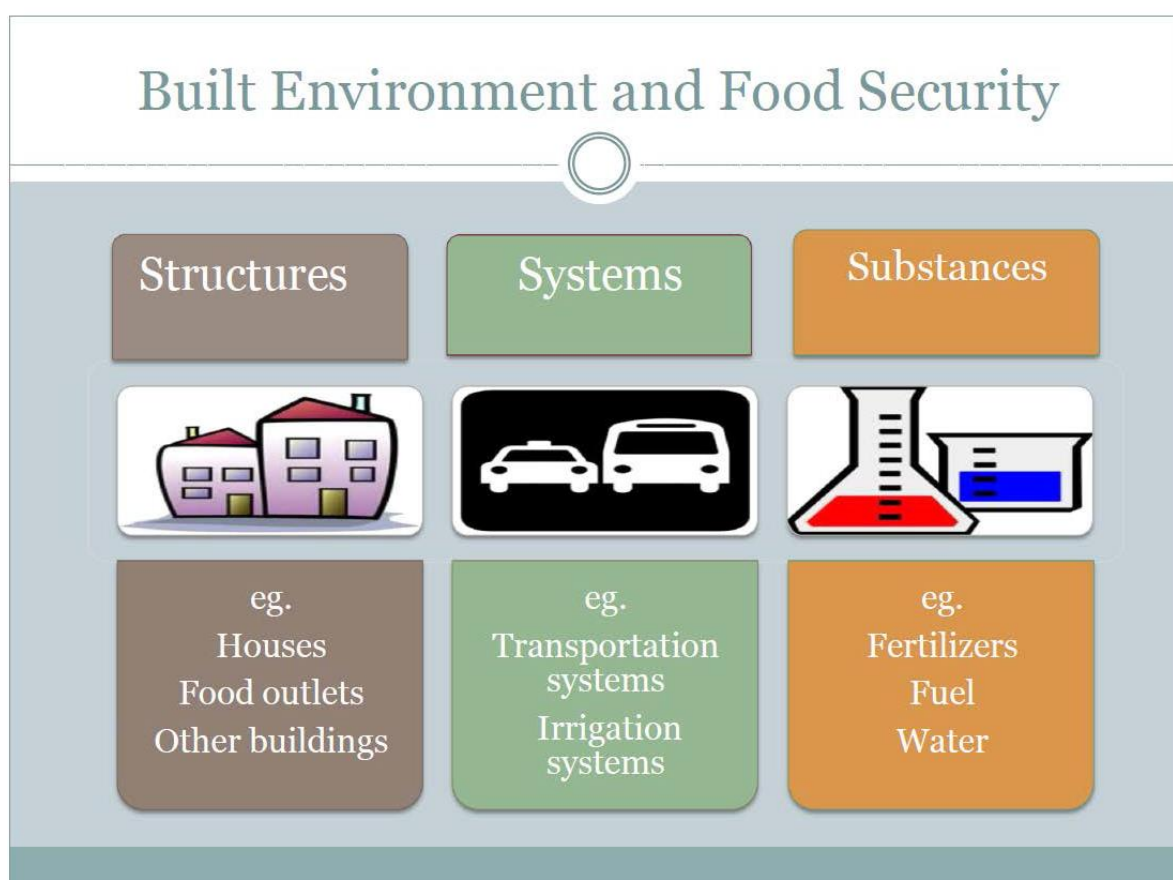 Built Environment and Food Security
Structures
Systems
Substances
eg.
Houses
Food outlets
Other buildings
eg.
Transportation
systems
Irrigation
systems
eg.
Fertilizers
Fuel
Water